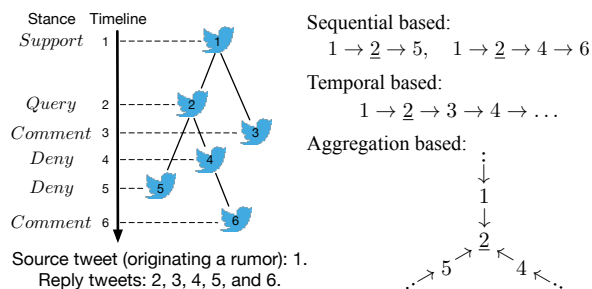 Stance Timeline
Support 1
1
Query 2
2
Comment 3
3
Deny 4
4
Deny 5
5
Comment 6
6
Source tweet (originating a rumor): 1.
Reply tweets: 2, 3, 4, 5, and 6.
Sequential based:
1 → 2 → 5, 1 → 2 → 4 → 6
Temporal based:
1 → 2 → 3 → 4 → ...
Aggregation based:
1
2
5 4